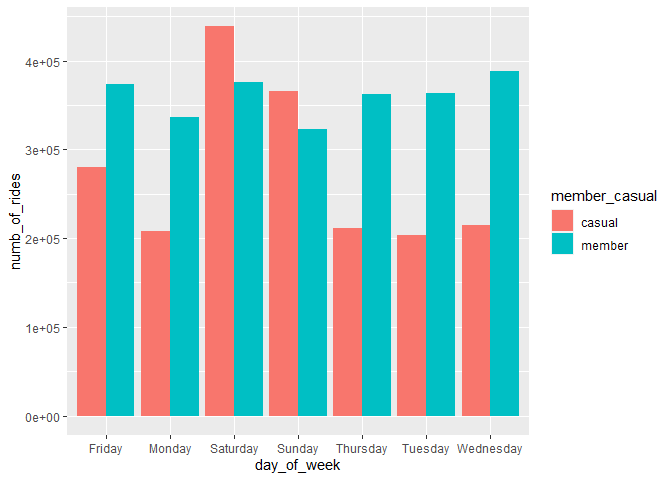 numb_of_rides
4e+05
3e+05
2e+05
1e+05
0e+00
Friday Monday Saturday Sunday Thursday Tuesday Wednesday
day_of_week
member_casual
casual
member